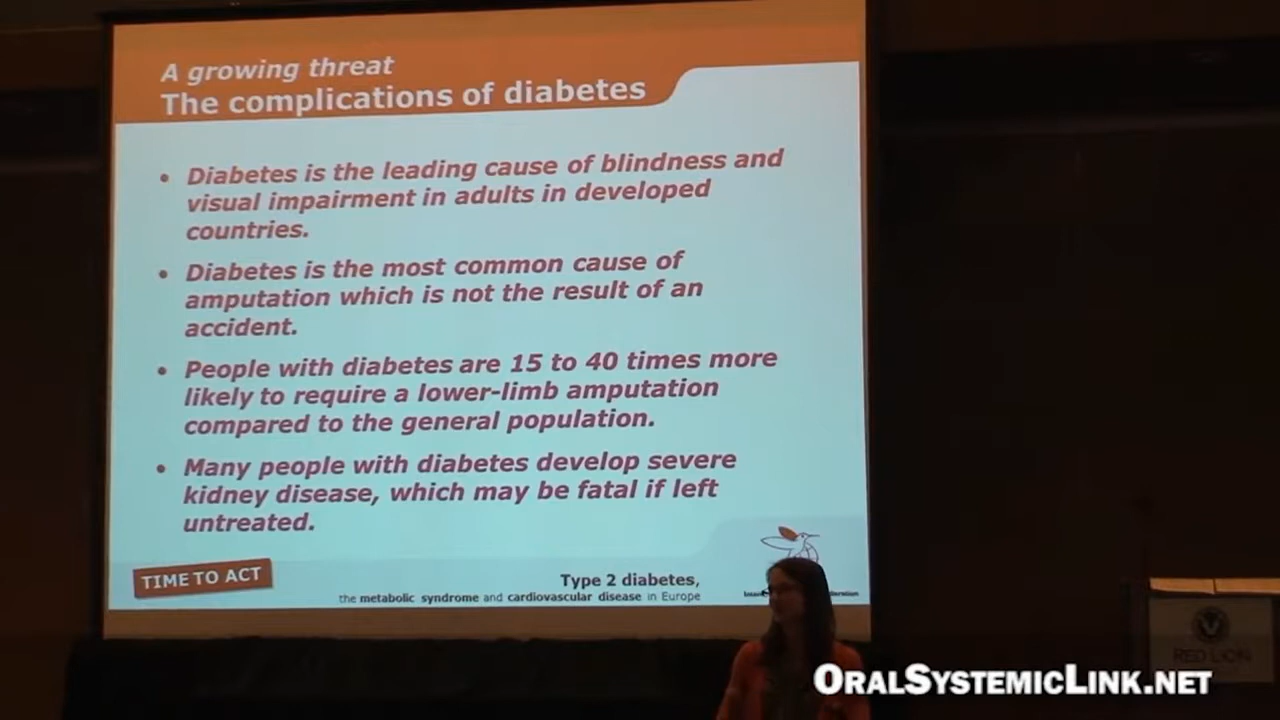 A growing threat
The complications of diabetes
• Diabetes is the leading cause of blindness and
visual impairment in adults in developed
countries.
• Diabetes is the most common cause of
amputation which is not the result of an
accident.
• People with diabetes are 15 to 40 times more
likely to require a lower-limb amputation
compared to the general population.
• Many people with diabetes develop severe
kidney disease, which may be fatal if left
untreated.
TIME TO ACT
Type 2 diabetes,
the metabolic syndrome and cardiovascular disease in Europe
RED LION
ORALSYSTEMICLINK.NET